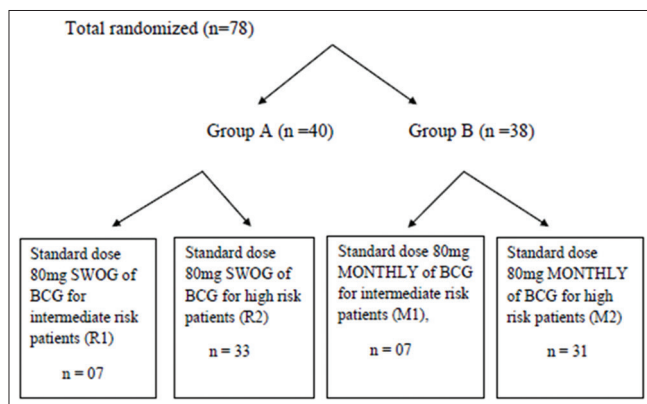 Total randomized (n=78)
Group A (n =40)
Group B (n =38)
Standard dose
80mg SWOG of
BCG for
intermediate risk
patients (R1)
n = 07
Standard dose
80mg SWOG of
BCG for high risk
patients (R2)
n = 33
Standard dose 80mg
MONTHLY of BCG
for intermediate risk
patients (M1),
n = 07
Standard dose
80mg MONTHLY
of BCG for high
risk patients (M2)
n = 31